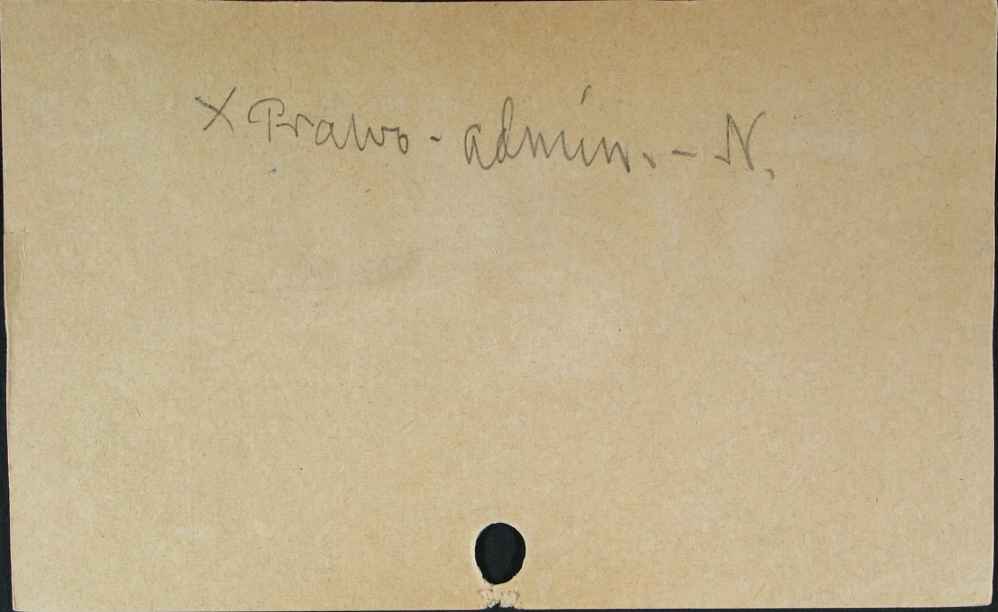 X Prawo - admin. - N.